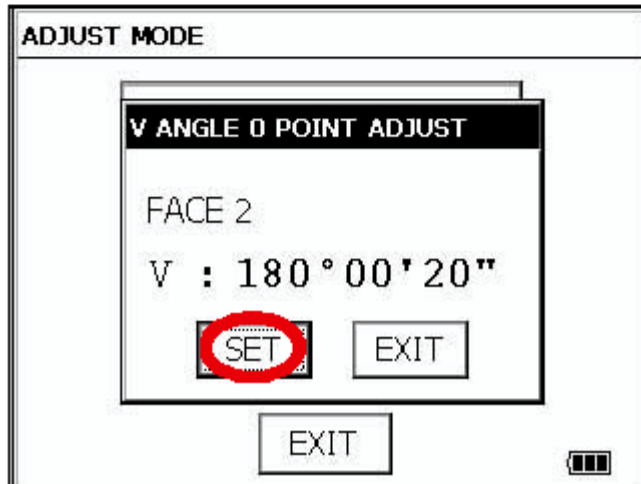 ADJUST MODE
V ANGLE 0 POINT ADJUST
FACE 2
V : 180°00'20"
SET EXIT
EXIT